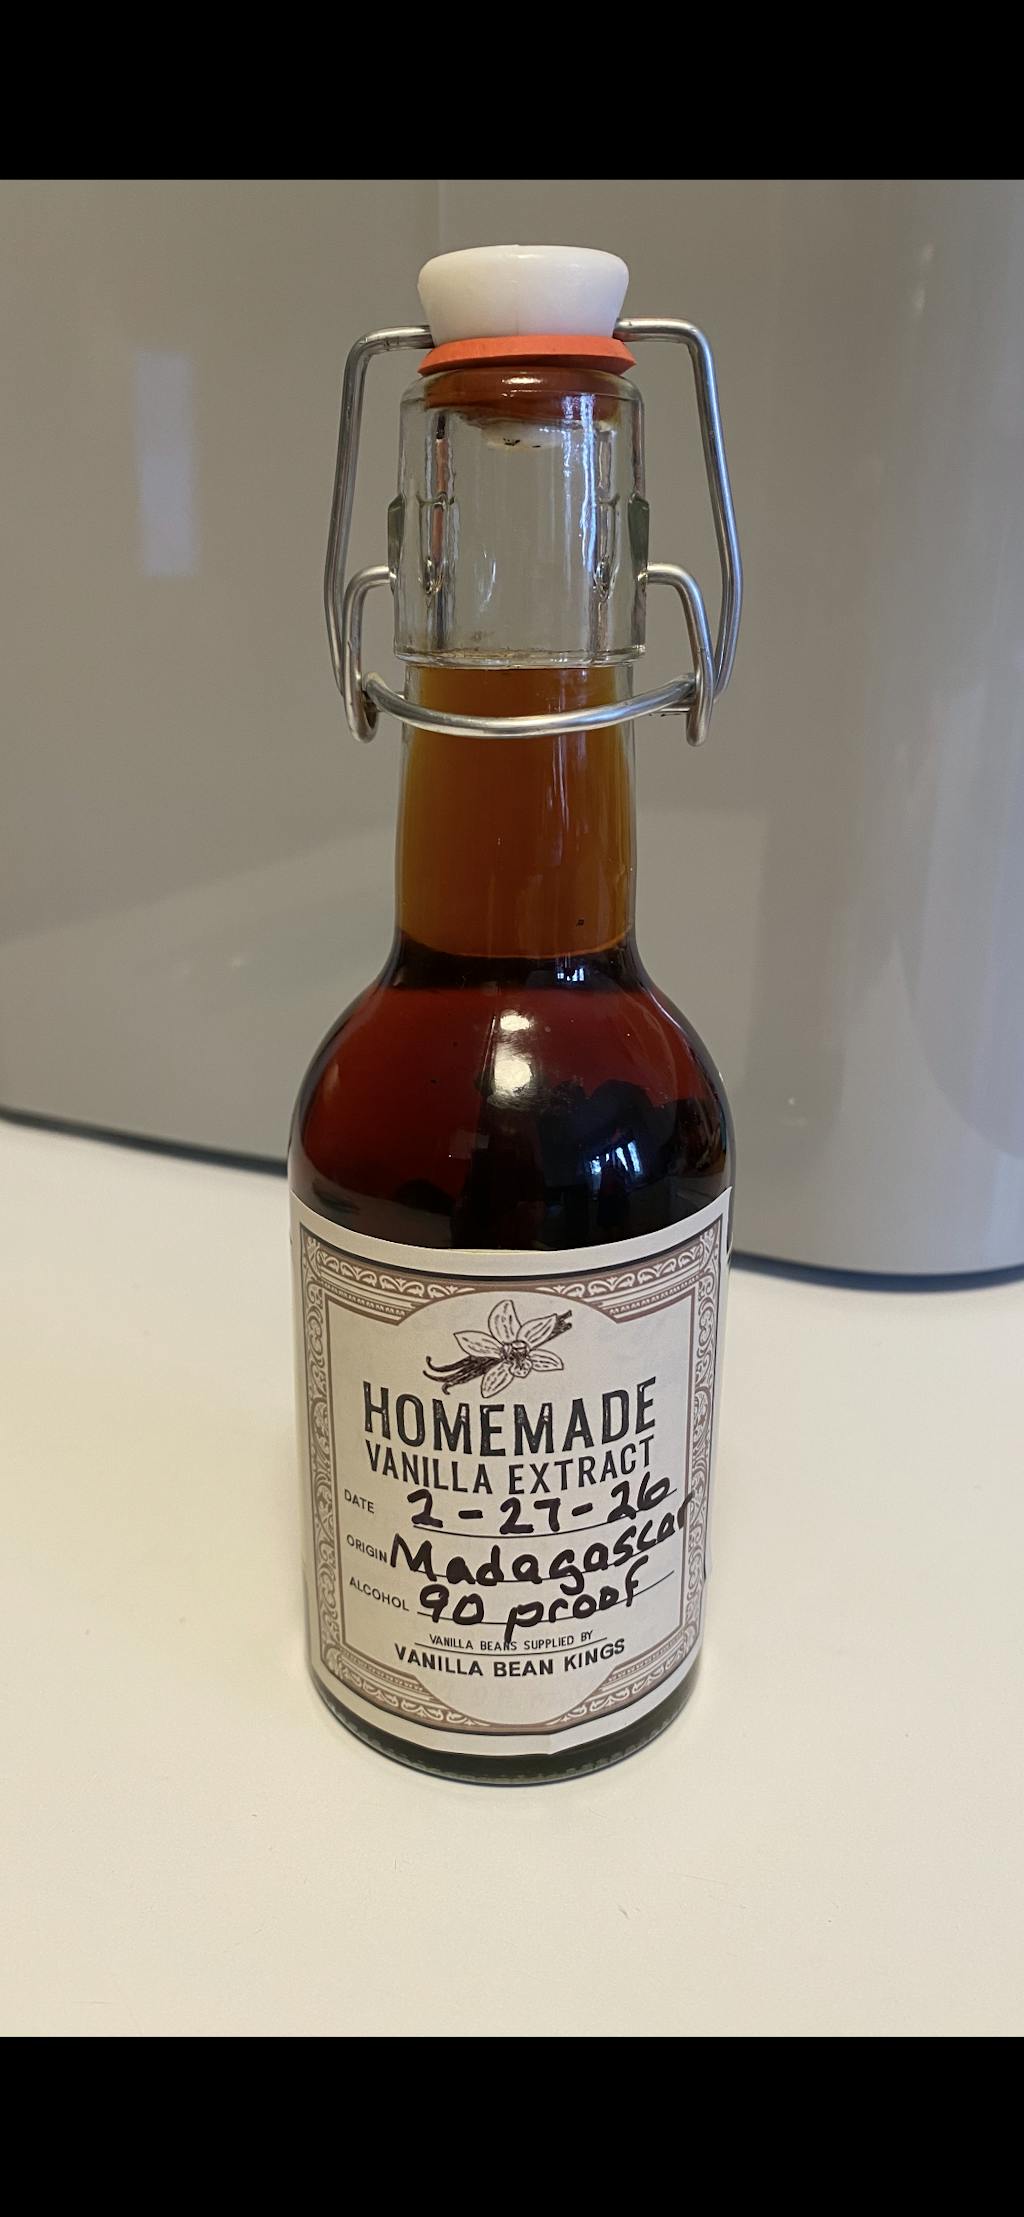 HOMEMADE
VANILLA EXTRACT
DATE 2-27-26
ORIGIN Madagascar
ALCOHOL 90 proof
VANILLA BEANS SUPPLIED BY
VANILLA BEAN KINGS